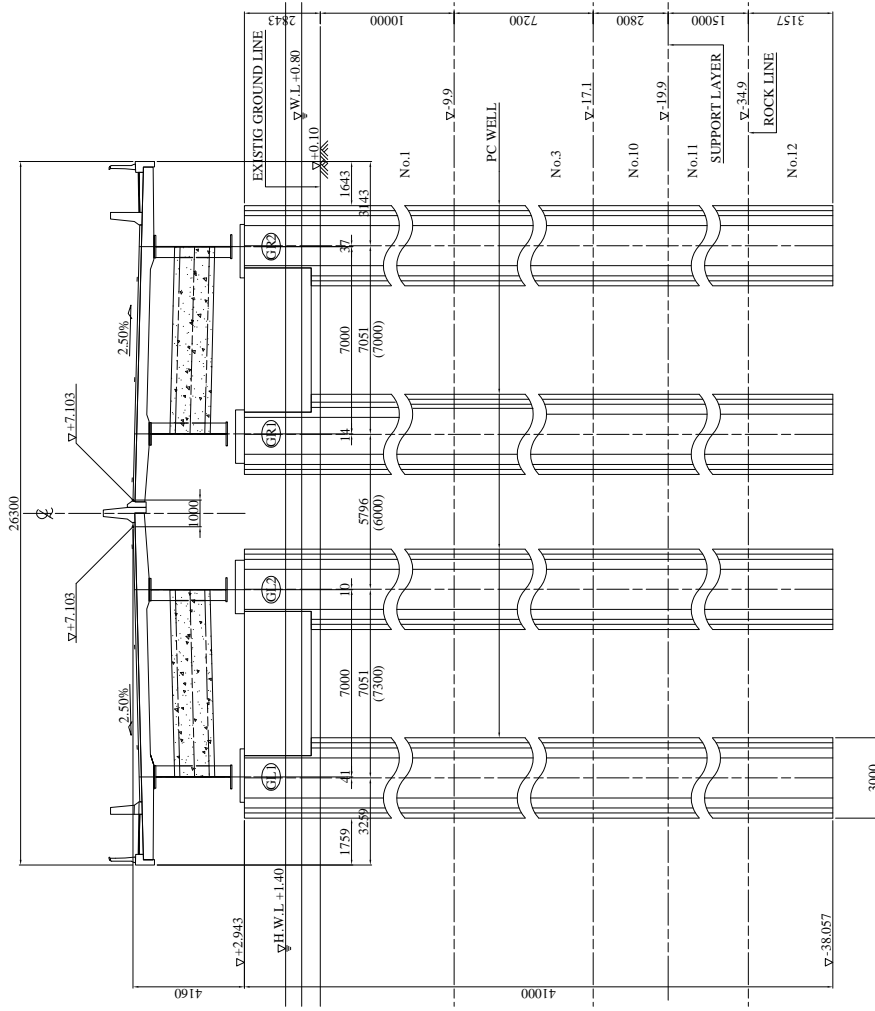 26300
℄
▽+7.103
▽+7.103
2.50%
2.50%
1000
4160
▽+2.943
▽H.W.L +1.40
41000
▽-38.057
1759
3259
GL1
GL2
GR1
GR2
41
7000
7051
(7300)
10
5796
(6000)
14
7000
7051
(7000)
37
1643
3143
EXISTIG GROUND LINE
▽W.L +0.80
▽+0.10
2843
10000
7200
2800
15000
3157
▽-9.9
▽-17.1
▽-19.9
▽-34.9
PC WELL
SUPPORT LAYER
ROCK LINE
No.1
No.3
No.10
No.11
No.12
3000